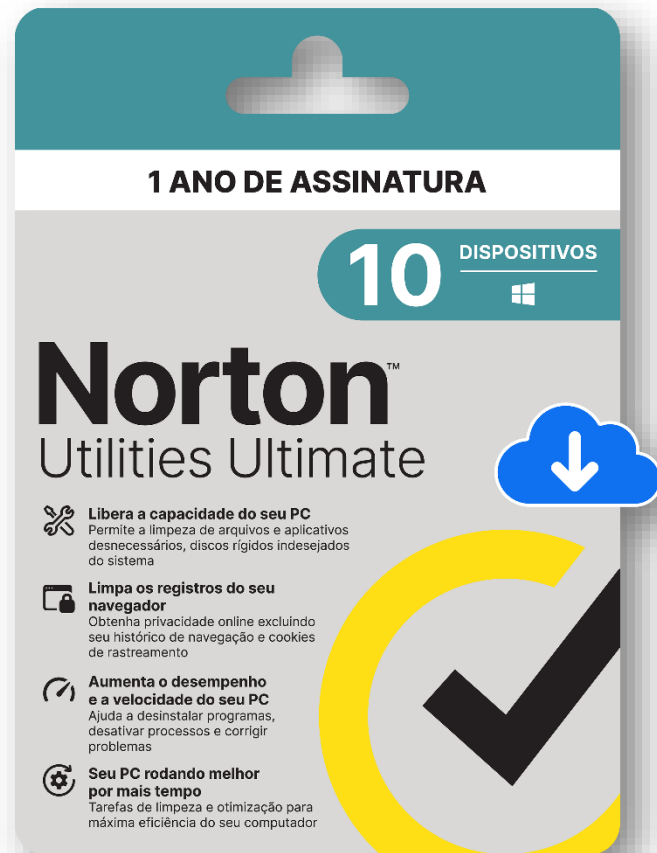 1 ANO DE ASSINATURA
10 DISPOSITIVOS
Norton™
Utilities Ultimate
Libera a capacidade do seu PC
Permite a limpeza de arquivos e aplicativos
desnecessários, discos rígidos indesejados
do sistema
Limpa os registros do seu
navegador
Obtenha privacidade online excluindo
seu histórico de navegação e cookies
de rastreamento
Aumenta o desempenho
e a velocidade do seu PC
Ajuda a desinstalar programas,
desativar processos e corrigir
problemas
Seu PC rodando melhor
por mais tempo
Tarefas de limpeza e otimização para
máxima eficiência do seu computador